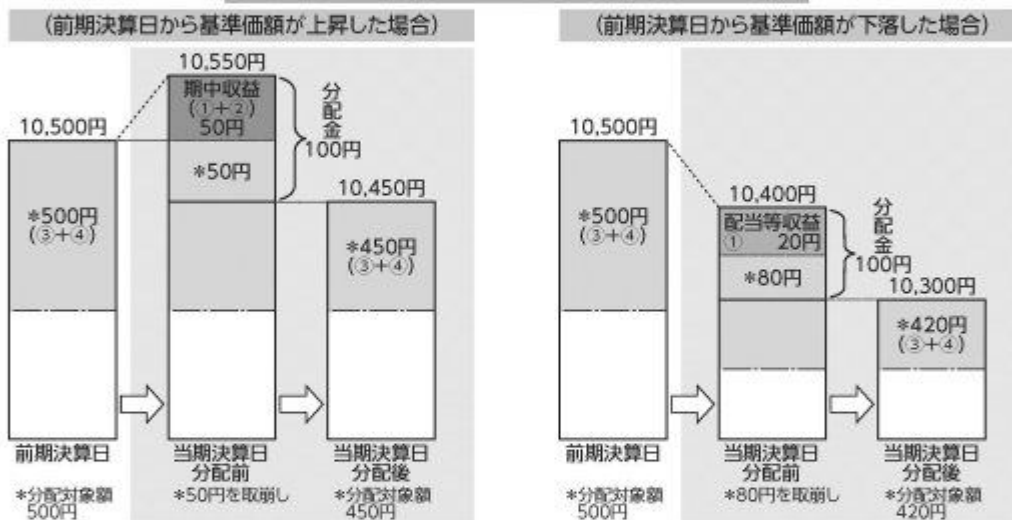 (前期決算日から基準価額が上昇した場合)
10,500円
*500円
(③+④)
前期決算日
*分配対象額
500円
10,550円
期中収益
(①+②)
50円
*50円
分配金
100円
当期決算日
分配前
*50円を取崩し
10,450円
*450円
(③+④)
当期決算日
分配後
*分配対象額
450円
(前期決算日から基準価額が下落した場合)
10,500円
*500円
(③+④)
前期決算日
*分配対象額
500円
10,400円
配当等収益
① 20円
*80円
分配金
100円
当期決算日
分配前
*80円を取崩し
10,300円
*420円
(③+④)
当期決算日
分配後
*分配対象額
420円